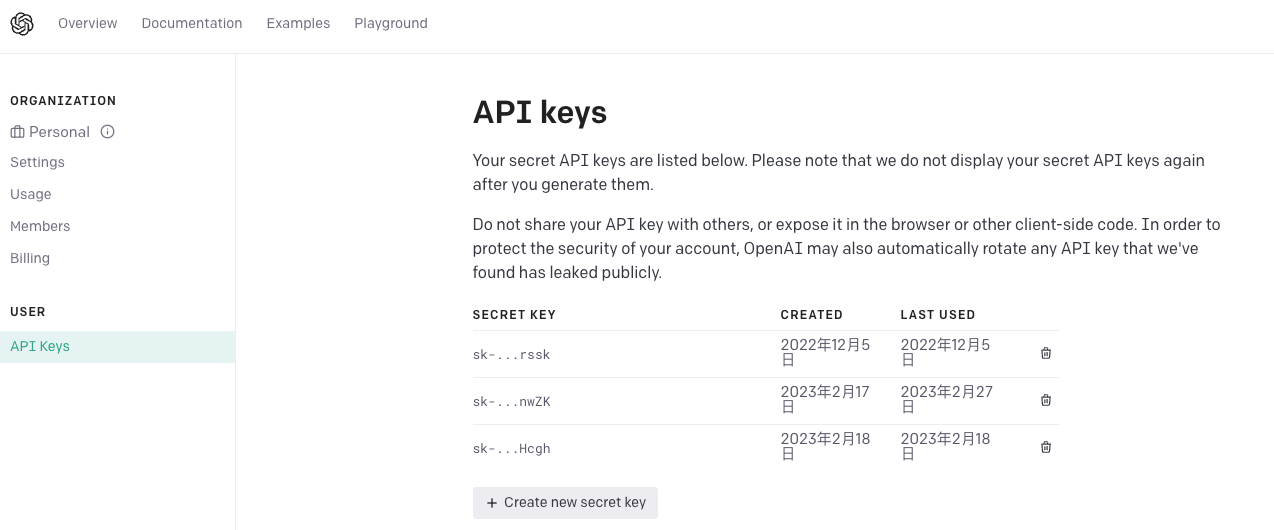 Overview Documentation Examples Playground
ORGANIZATION
Personal
Settings
Usage
Members
Billing
USER
API Keys
API keys
Your secret API keys are listed below. Please note that we do not display your secret API keys again
after you generate them.
Do not share your API key with others, or expose it in the browser or other client-side code. In order to
protect the security of your account, OpenAI may also automatically rotate any API key that we've
found has leaked publicly.
SECRET KEY CREATED LAST USED
sk-...rssk 2022年12月5日 2022年12月5日
sk-...nwZK 2023年2月17日 2023年2月27日
sk-...Hcgh 2023年2月18日 2023年2月18日
+ Create new secret key